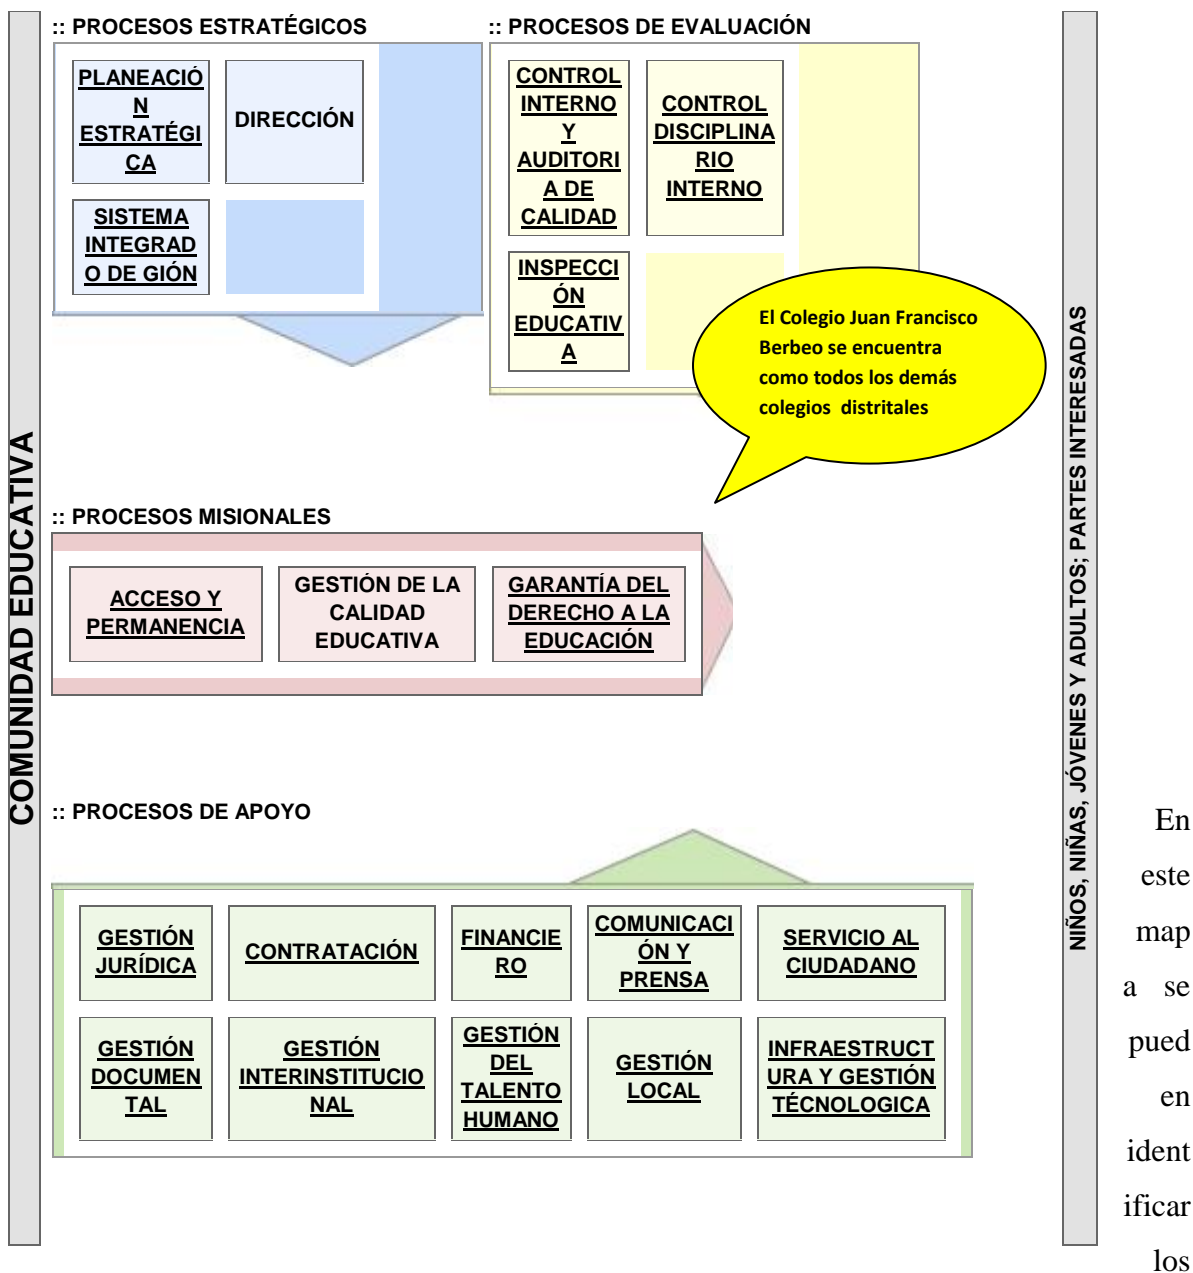 COMUNIDAD EDUCATIVA
:: PROCESOS ESTRATÉGICOS
PLANEACIÓ
N
ESTRATÉGI
CA
DIRECCIÓN
SISTEMA
INTEGRAD
O DE GIÓN
:: PROCESOS DE EVALUACIÓN
CONTROL
INTERNO
Y
AUDITORI
A DE
CALIDAD
CONTROL
DISCIPLINA
RIO
INTERNO
INSPECCI
ÓN
EDUCATIV
A
El Colegio Juan Francisco
Berbeo se encuentra
como todos los demás
colegios distritales
:: PROCESOS MISIONALES
ACCESO Y
PERMANENCIA
GESTIÓN DE LA
CALIDAD
EDUCATIVA
GARANTÍA DEL
DERECHO A LA
EDUCACIÓN
:: PROCESOS DE APOYO
GESTIÓN
JURÍDICA
CONTRATACIÓN
FINANCIE
RO
COMUNICACI
ÓN Y
PRENSA
SERVICIO AL
CIUDADANO
GESTIÓN
DOCUMEN
TAL
GESTIÓN
INTERINSTITUCIO
NAL
GESTIÓN
DEL
TALENTO
HUMANO
GESTIÓN
LOCAL
INFRAESTRUCT
URA Y GESTIÓN
TÉCNOLOGICA
NIÑOS, NIÑAS, JÓVENES Y ADULTOS; PARTES INTERESADAS
En
este
map
a se
pued
en
ident
ificar
los